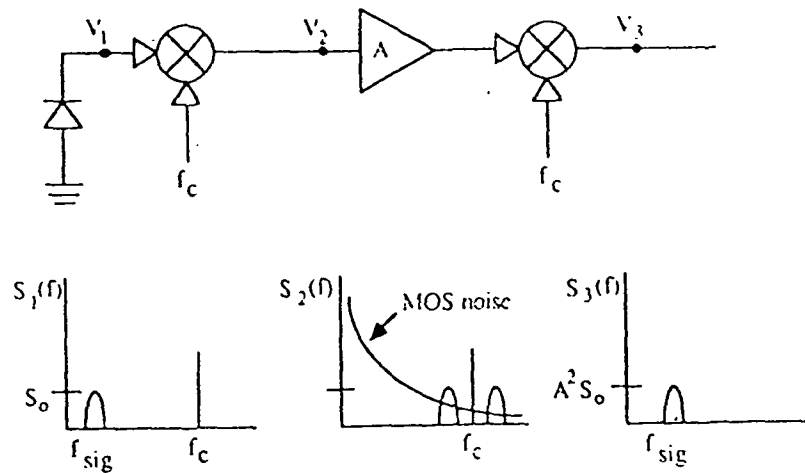 V1 V2 A V3
fc fc
S1(f) S2(f) MOS noise S3(f)
So A²So
fsig fc fc fsig